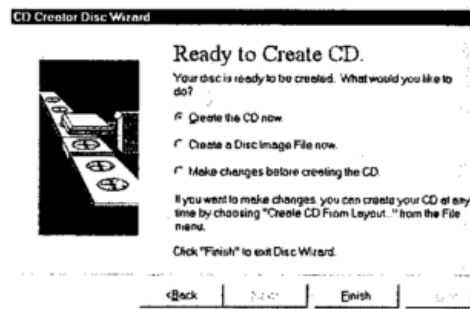 CD Creator Disc Wizard
Ready to Create CD.
Your disc is ready to be created. What would you like to
do?
Create the CD now.
Create a Disc Image File now.
Make changes before creating the CD.
If you want to make changes, you can create your CD at any
time by choosing "Create CD From Layout..." from the File
menu.
Click "Finish" to exit Disc Wizard.
<Back Finish